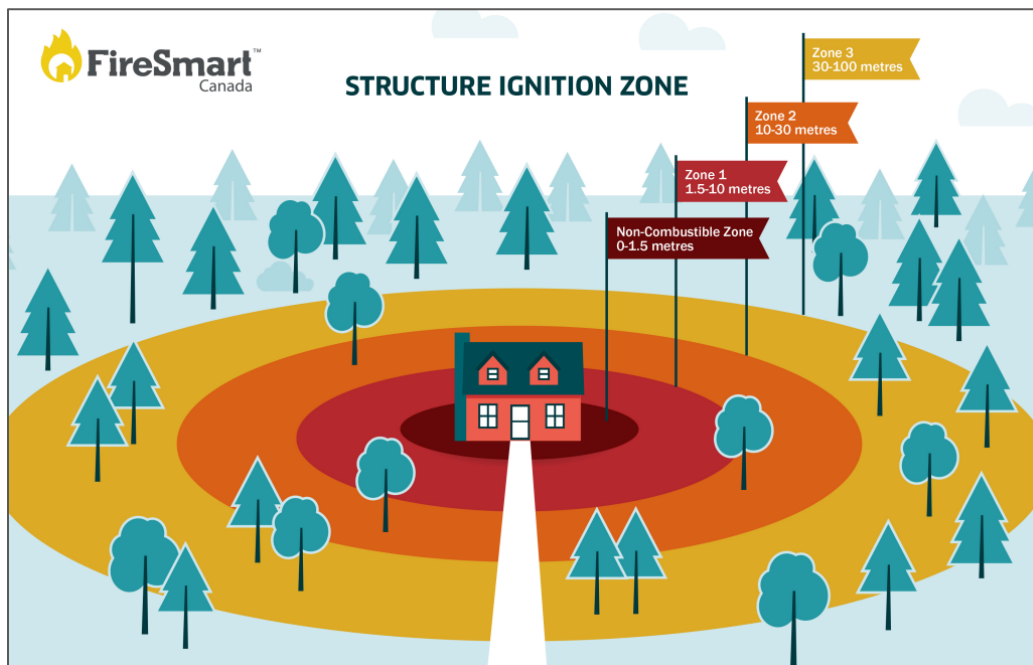 FireSmart™
Canada
STRUCTURE IGNITION ZONE
Zone 3
30-100 metres
Zone 2
10-30 metres
Zone 1
1.5-10 metres
Non-Combustible Zone
0-1.5 metres